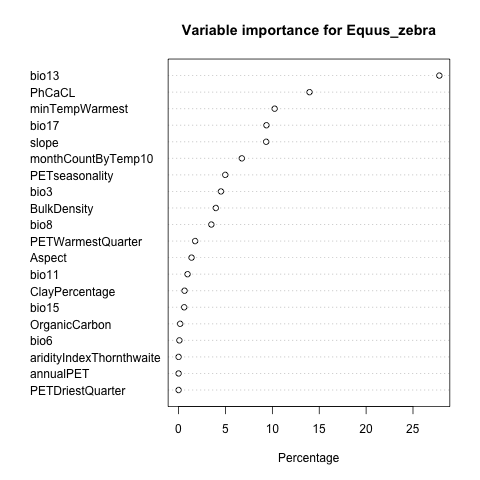 Variable importance for Equus_zebra
bio13
PhCaCL
minTempWarmest
bio17
slope
monthCountByTemp10
PETseasonality
bio3
BulkDensity
bio8
PETWarmestQuarter
Aspect
bio11
ClayPercentage
bio15
OrganicCarbon
bio6
aridityIndexThornthwaite
annualPET
PETDriestQuarter
0 5 10 15 20 25
Percentage